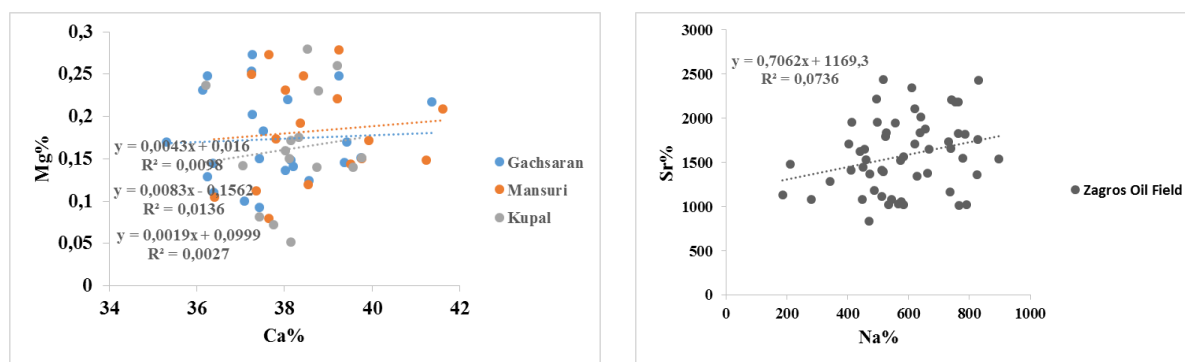 0,3
0,25
0,2
0,15
0,1
0,05
0
Mg%
y = 0,0043x + 0,016
R² = 0,0098
y = 0,0083x - 0,1562
R² = 0,0136
y = 0,0019x + 0,0999
R² = 0,0027
34 36 38 40 42
Ca%
Gachsaran
Mansuri
Kupal
3000
2500
2000
1500
1000
500
0
Sr%
y = 0,7062x + 1169,3
R² = 0,0736
0 200 400 600 800 1000
Na%
Zagros Oil Field